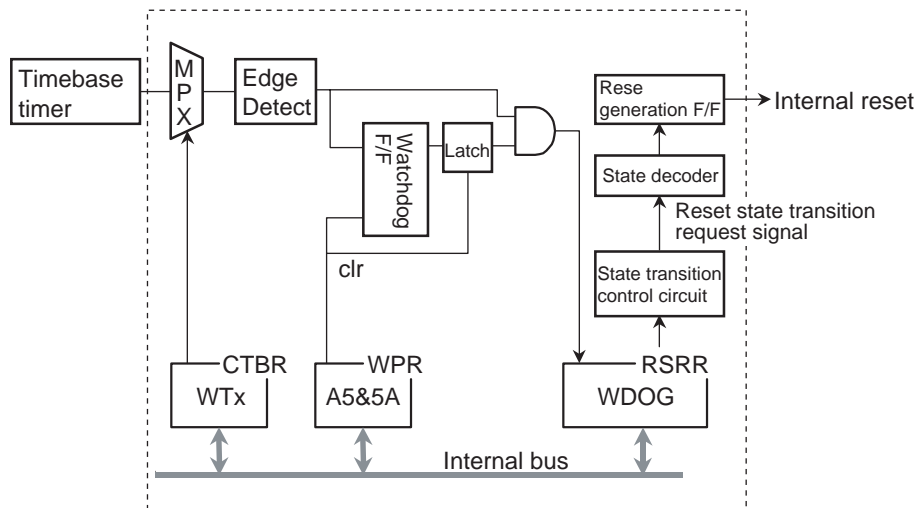 Timebase
timer
MPX
Edge
Detect
Watchdog
F/F
Latch
clr
Rese
generation F/F
Internal reset
State decoder
Reset state transition
request signal
State transition
control circuit
CTBR
WTx
WPR
A5&5A
RSRR
WDOG
Internal bus